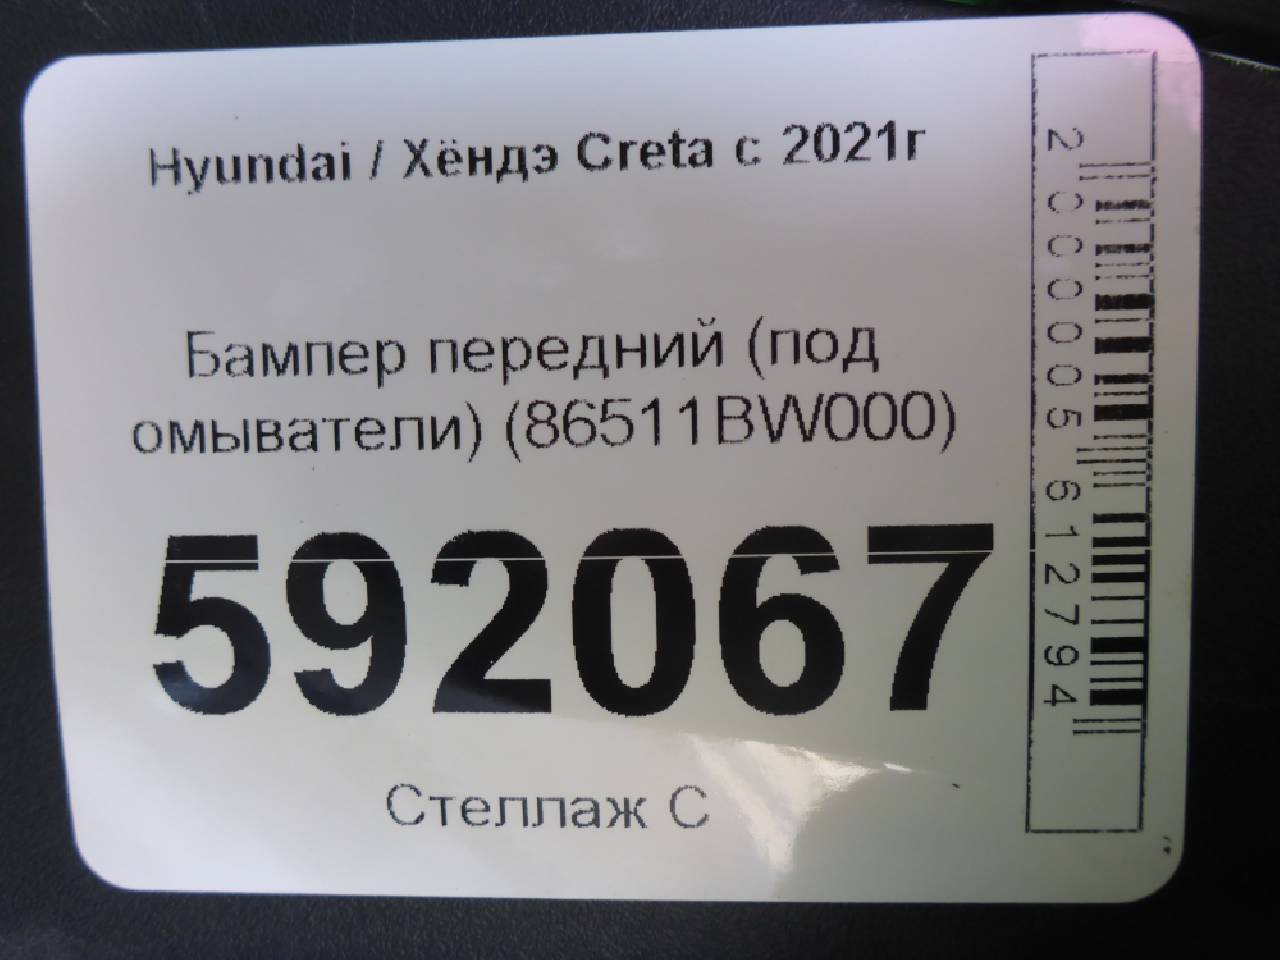 Hyundai / Хёндэ Creta с 2021г
Бампер передний (под
омыватели) (86511BW000)
592067
Стеллаж С
2000005612794